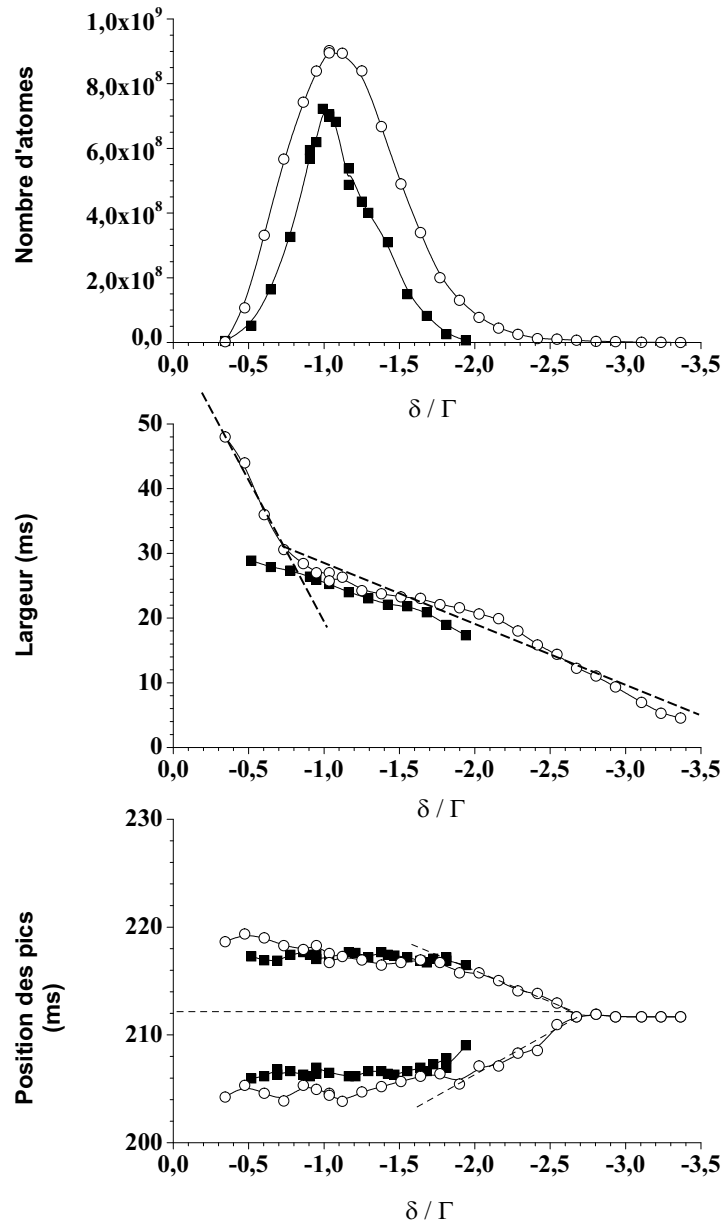 Nombre d'atomes
1,0x10⁹
8,0x10⁸
6,0x10⁸
4,0x10⁸
2,0x10⁸
0,0
0,0 -0,5 -1,0 -1,5 -2,0 -2,5 -3,0 -3,5
δ / Γ
Largeur (ms)
50
40
30
20
10
0
0,0 -0,5 -1,0 -1,5 -2,0 -2,5 -3,0 -3,5
δ / Γ
Position des pics
(ms)
230
220
210
200
0,0 -0,5 -1,0 -1,5 -2,0 -2,5 -3,0 -3,5
δ / Γ